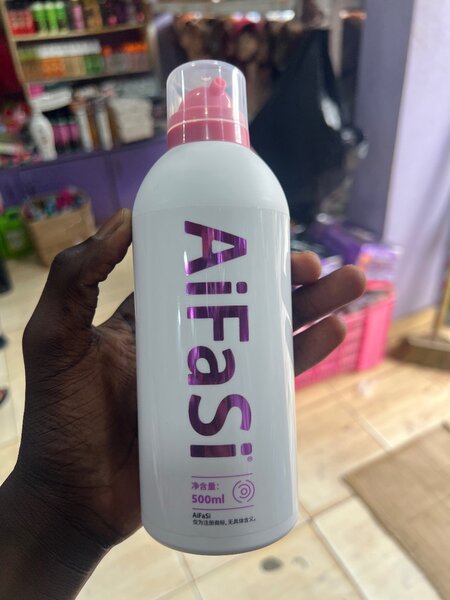 AiFaSi®
净含量:
500ml
AiFaSi
仅为注册商标,无具体含义。